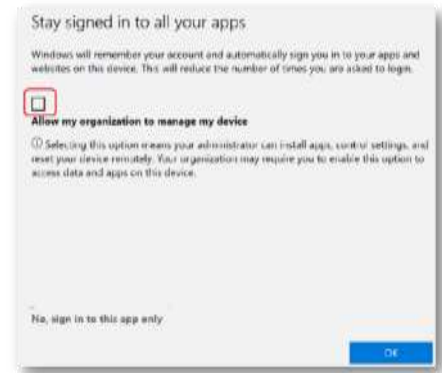 Stay signed in to all your apps
Windows will remember your account and automatically sign you in to your apps and
websites on this device. This will reduce the number of times you are asked to login.
Allow my organization to manage my device
ⓘ Selecting this option means your administrator can install apps, control settings, and
reset your device remotely. Your organization may require you to enable this option to
access data and apps on this device.
No, sign in to this app only
OK